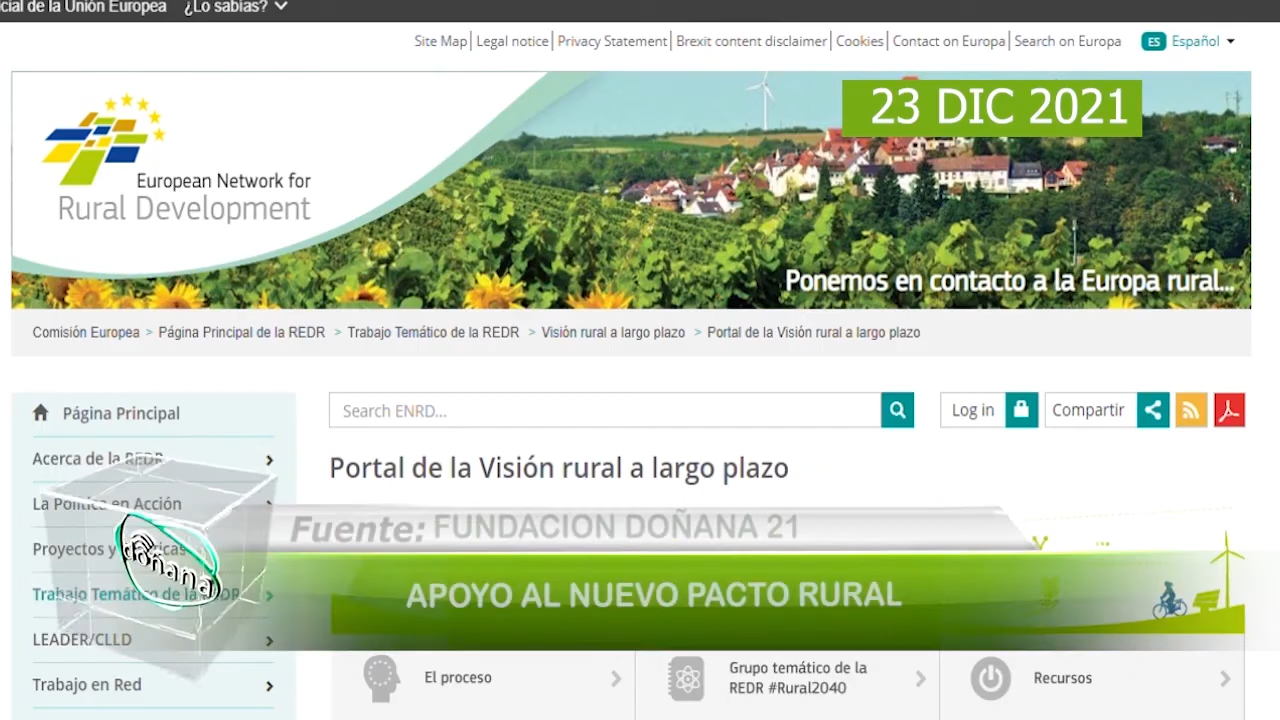 cial de la Unión Europea ¿Lo sabías?
Site Map Legal notice Privacy Statement Brexit content disclaimer Cookies Contact on Europa Search on Europa ES Español
23 DIC 2021
European Network for
Rural Development
Ponemos en contacto a la Europa rural...
Comisión Europea > Página Principal de la REDR > Trabajo Temático de la REDR > Visión rural a largo plazo > Portal de la Visión rural a largo plazo
Página Principal
Search ENRD...
Log in
Compartir
Acerca de la REDR
Portal de la Visión rural a largo plazo
La Política en Acción
Fuente: FUNDACION DOÑANA 21
Proyectos y
doñana
Trabajo Temático de la REDR
APOYO AL NUEVO PACTO RURAL
LEADER/CLLD
Trabajo en Red
El proceso
Grupo temático de la
REDR #Rural2040
Recursos